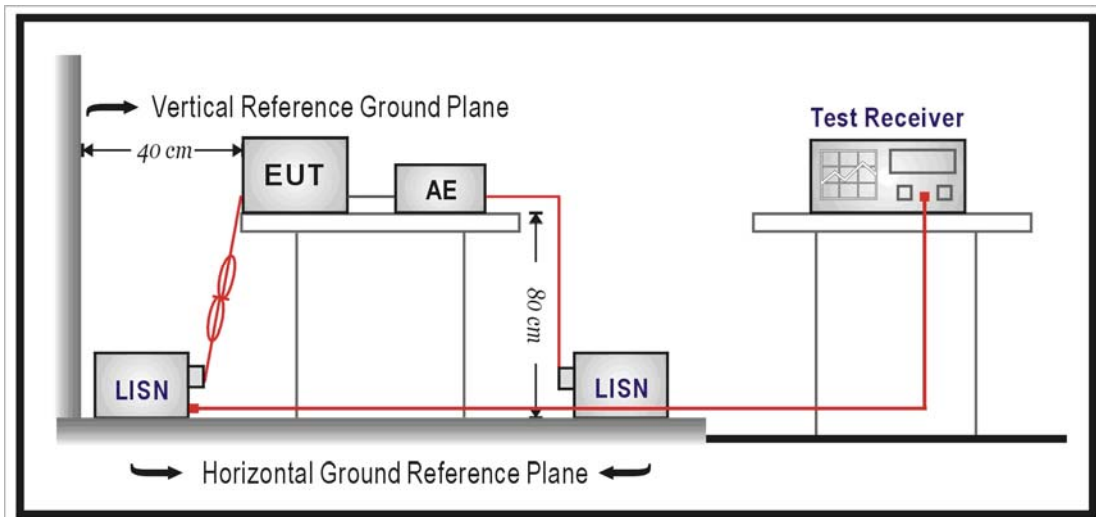 Vertical Reference Ground Plane
40 cm
EUT
AE
Test Receiver
80 cm
LISN
LISN
Horizontal Ground Reference Plane